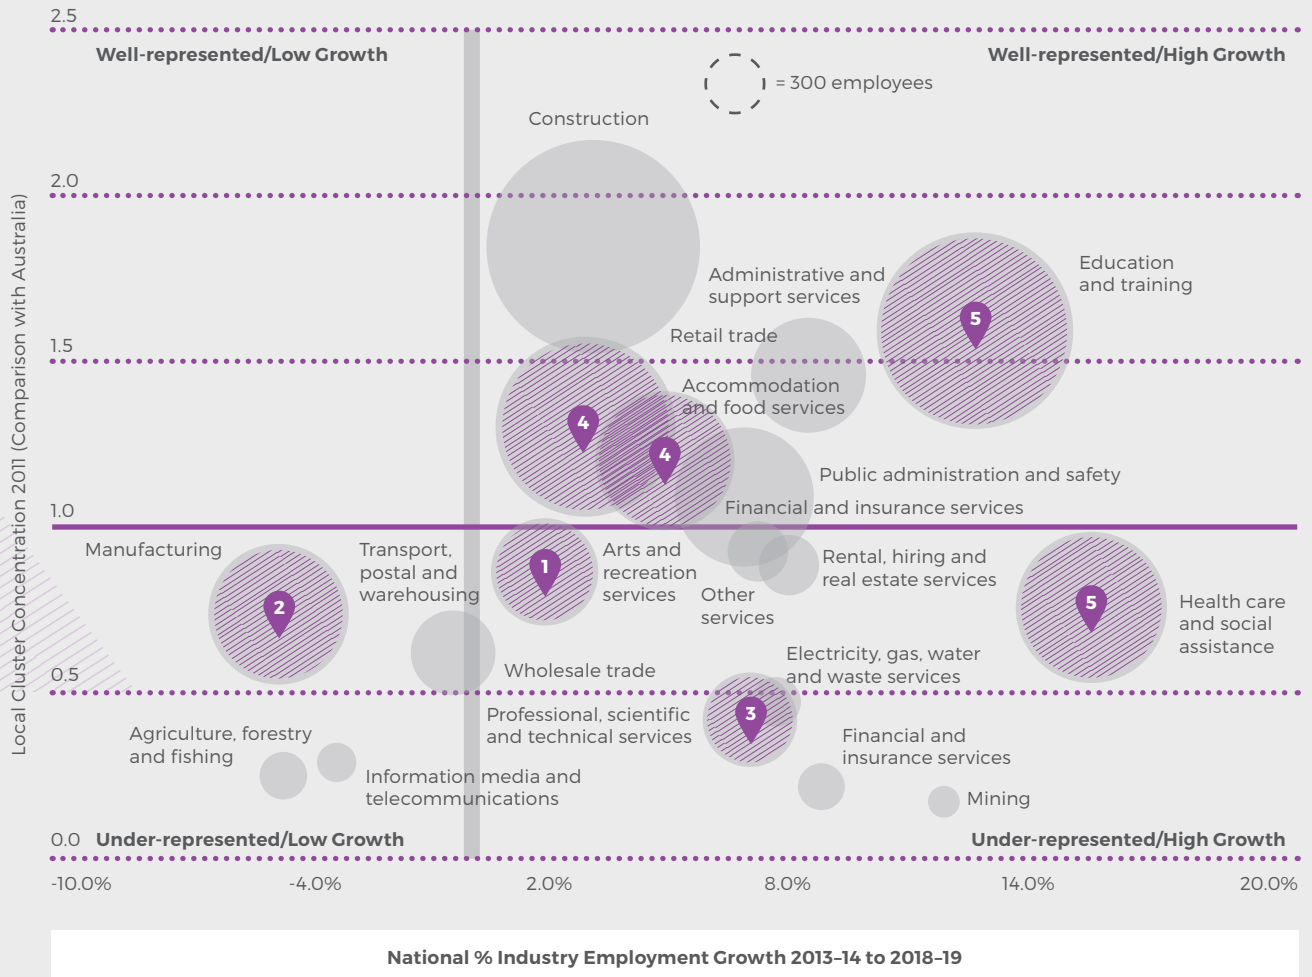 2.5
Well-represented/Low Growth
Well-represented/High Growth
= 300 employees
Construction
2.0
Local Cluster Concentration 2011 (Comparison with Australia)
Administrative and
support services
Education
and training
5
Retail trade
1.5
Accommodation
and food services
4
4
Public administration and safety
Financial and insurance services
1.0
Manufacturing
2
Transport,
postal and
warehousing
1
Arts and
recreation
services
Other
services
Rental, hiring and
real estate services
5
Health care
and social
assistance
0.5
Wholesale trade
Electricity, gas, water
and waste services
Professional, scientific
and technical services
3
Agriculture, forestry
and fishing
Information media and
telecommunications
Financial and
insurance services
Mining
0.0
Under-represented/Low Growth
Under-represented/High Growth
-10.0%
-4.0%
2.0%
8.0%
14.0%
20.0%
National % Industry Employment Growth 2013–14 to 2018–19